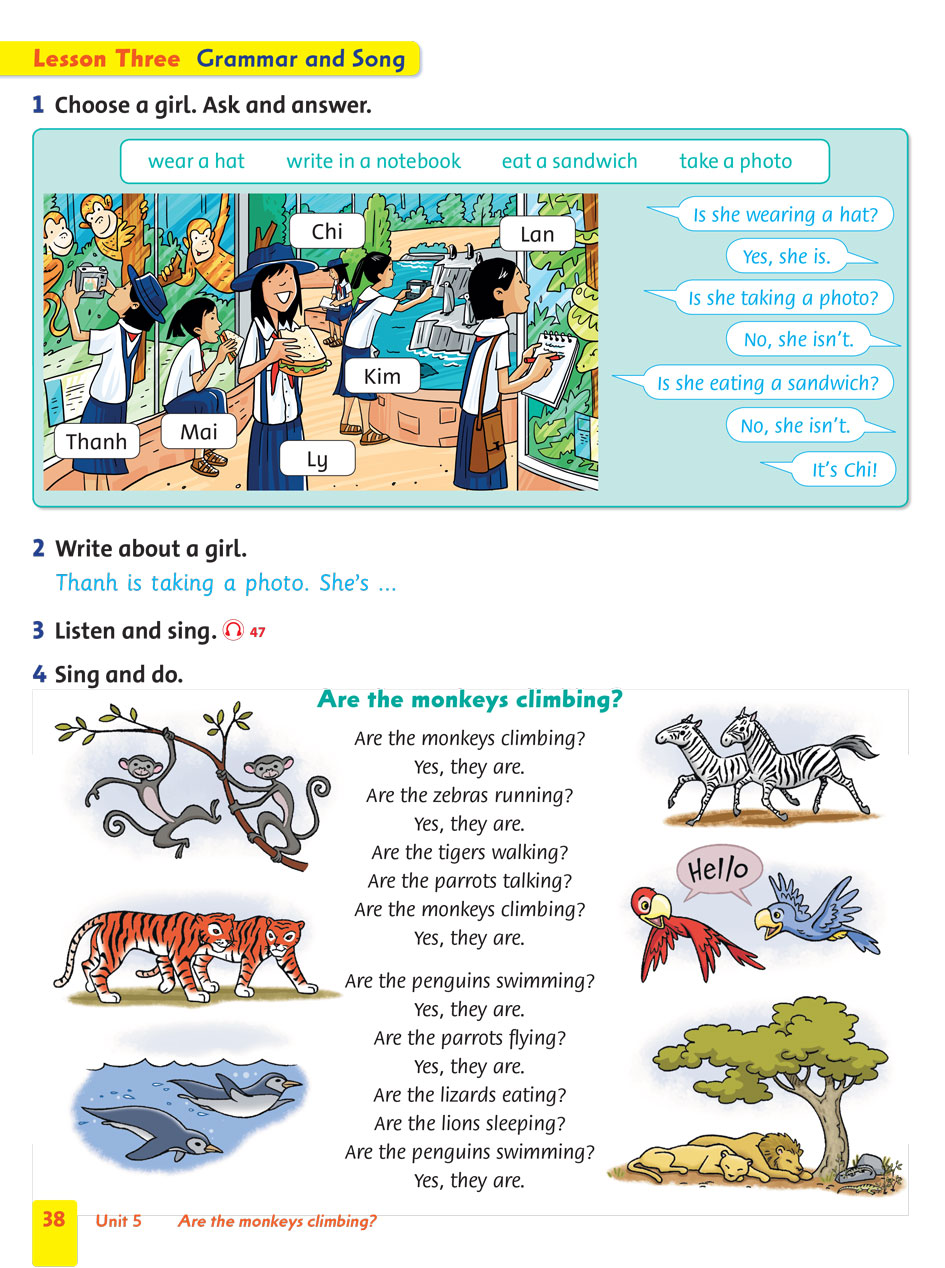 Lesson Three Grammar and Song
1 Choose a girl. Ask and answer.
wear a hat write in a notebook eat a sandwich take a photo
Chi
Lan
Kim
Thanh
Mai
Ly
Is she wearing a hat?
Yes, she is.
Is she taking a photo?
No, she isn't.
Is she eating a sandwich?
No, she isn't.
It's Chi!
2 Write about a girl.
Thanh is taking a photo. She's ...
3 Listen and sing. 47
4 Sing and do.
Are the monkeys climbing?
Are the monkeys climbing?
Yes, they are.
Are the zebras running?
Yes, they are.
Are the tigers walking?
Are the parrots talking?
Are the monkeys climbing?
Yes, they are.
Are the penguins swimming?
Yes, they are.
Are the parrots flying?
Yes, they are.
Are the lizards eating?
Are the lions sleeping?
Are the penguins swimming?
Yes, they are.
Hello
38 Unit 5 Are the monkeys climbing?